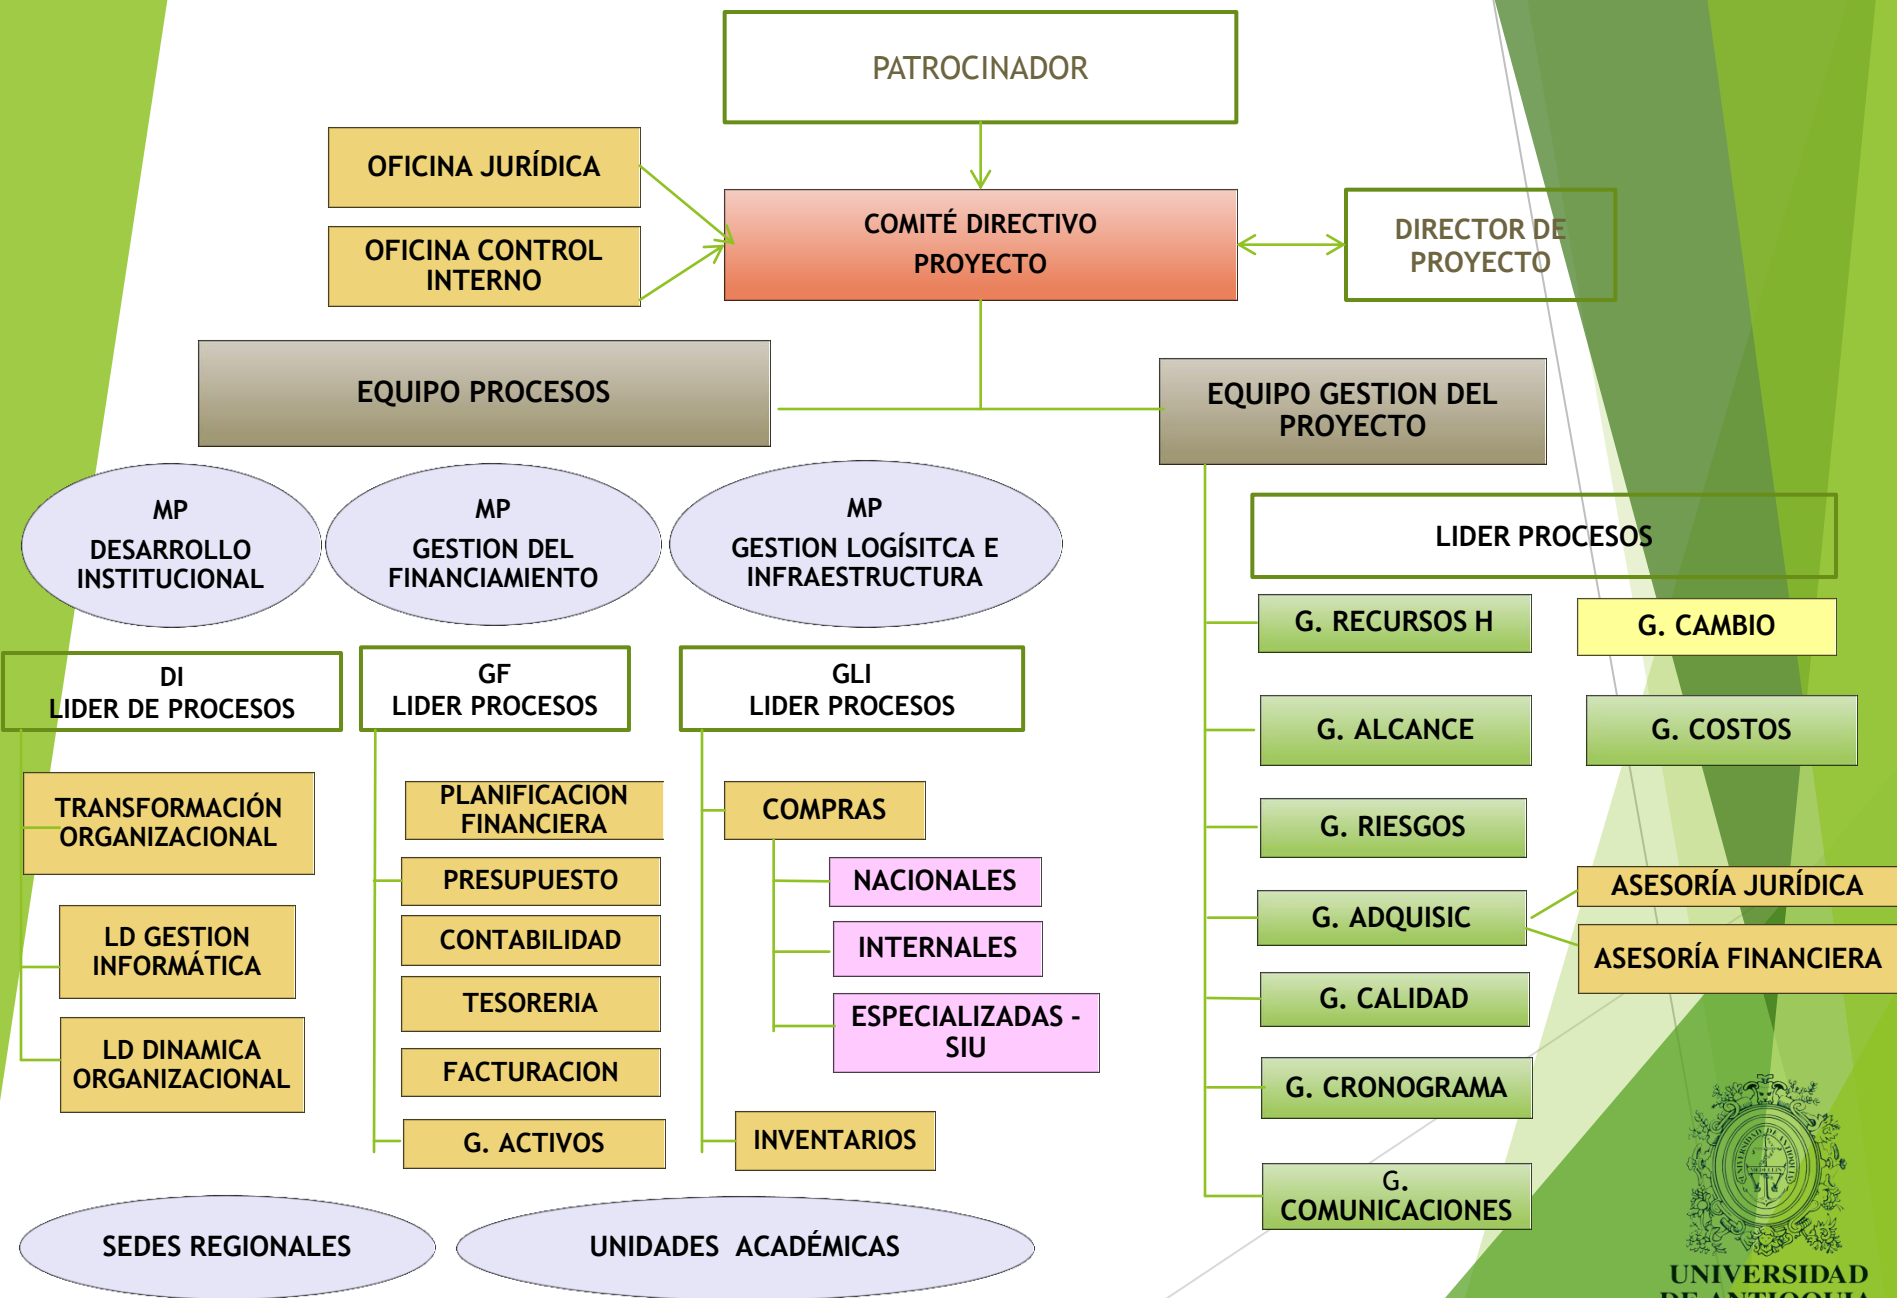 PATROCINADOR
OFICINA JURÍDICA
OFICINA CONTROL
INTERNO
COMITÉ DIRECTIVO
PROYECTO
DIRECTOR DE
PROYECTO
EQUIPO PROCESOS
EQUIPO GESTION DEL
PROYECTO
MP
DESARROLLO
INSTITUCIONAL
MP
GESTION DEL
FINANCIAMIENTO
MP
GESTION LOGÍSITCA E
INFRAESTRUCTURA
LIDER PROCESOS
DI
LIDER DE PROCESOS
GF
LIDER PROCESOS
GLI
LIDER PROCESOS
TRANSFORMACIÓN
ORGANIZACIONAL
LD GESTION
INFORMÁTICA
LD DINAMICA
ORGANIZACIONAL
PLANIFICACION
FINANCIERA
PRESUPUESTO
CONTABILIDAD
TESORERIA
FACTURACION
G. ACTIVOS
COMPRAS
NACIONALES
INTERNALES
ESPECIALIZADAS -
SIU
INVENTARIOS
G. RECURSOS H
G. CAMBIO
G. ALCANCE
G. COSTOS
G. RIESGOS
G. ADQUISIC
ASESORÍA JURÍDICA
ASESORÍA FINANCIERA
G. CALIDAD
G. CRONOGRAMA
G.
COMUNICACIONES
SEDES REGIONALES
UNIDADES ACADÉMICAS
UNIVERSIDAD
DE ANTIOQUIA